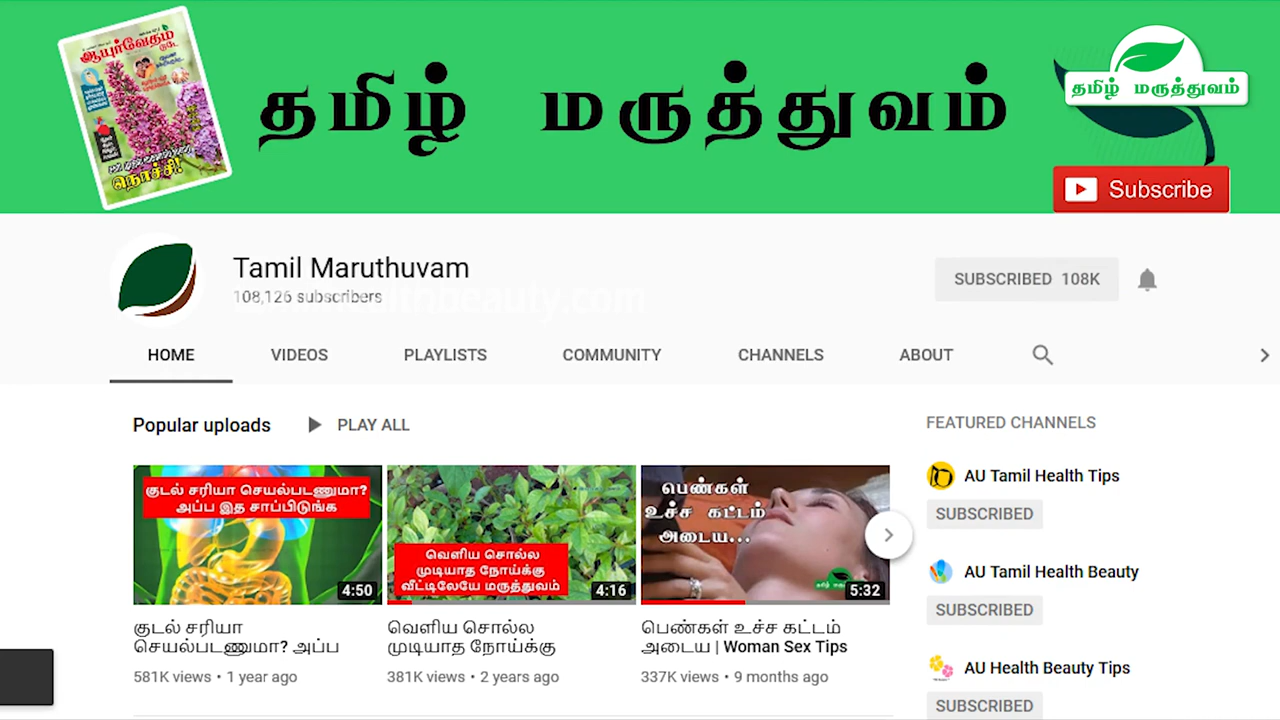 ஆயுர்வேதம்
டுடே
நொச்சி!
தமிழ் மருத்துவம்
தமிழ் மருத்துவம்
Subscribe
Tamil Maruthuvam
108,126 subscribers
SUBSCRIBED 108K
HOME VIDEOS PLAYLISTS COMMUNITY CHANNELS ABOUT
Popular uploads PLAY ALL
குடல் சரியா செயல்படணுமா?
அப்ப இத சாப்பிடுங்க
4:50
குடல் சரியா
செயல்படணுமா? அப்ப
581K views • 1 year ago
வெளிய சொல்ல
முடியாத நோய்க்கு
வீட்டிலேயே மருத்துவம்
4:16
வெளிய சொல்ல
முடியாத நோய்க்கு
381K views • 2 years ago
பெண்கள்
உச்ச கட்டம்
அடைய...
5:32
பெண்கள் உச்ச கட்டம்
அடைய | Woman Sex Tips
337K views • 9 months ago
FEATURED CHANNELS
AU Tamil Health Tips
SUBSCRIBED
AU Tamil Health Beauty
SUBSCRIBED
AU Health Beauty Tips
SUBSCRIBED